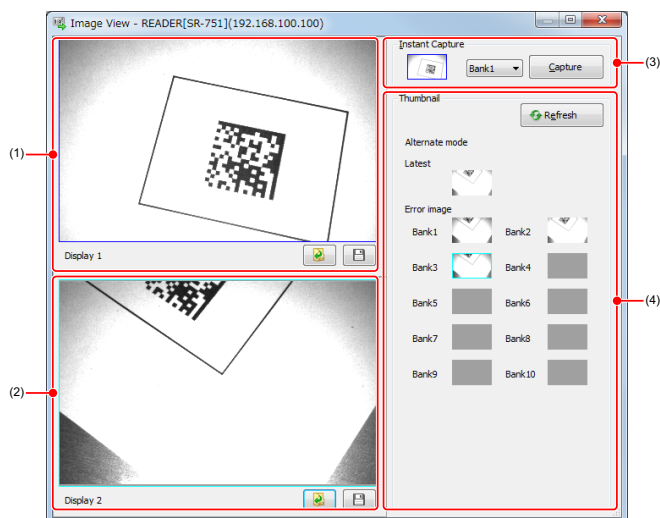 Image View - READER[SR-751](192.168.100.100)
Instant Capture
Bank1
Capture
(3)
Thumbnail
Refresh
(1)
Alternate mode
Latest
Error image
Bank1
Bank2
Display 1
Bank3
Bank4
(4)
Bank5
Bank6
Bank7
Bank8
(2)
Bank9
Bank10
Display 2